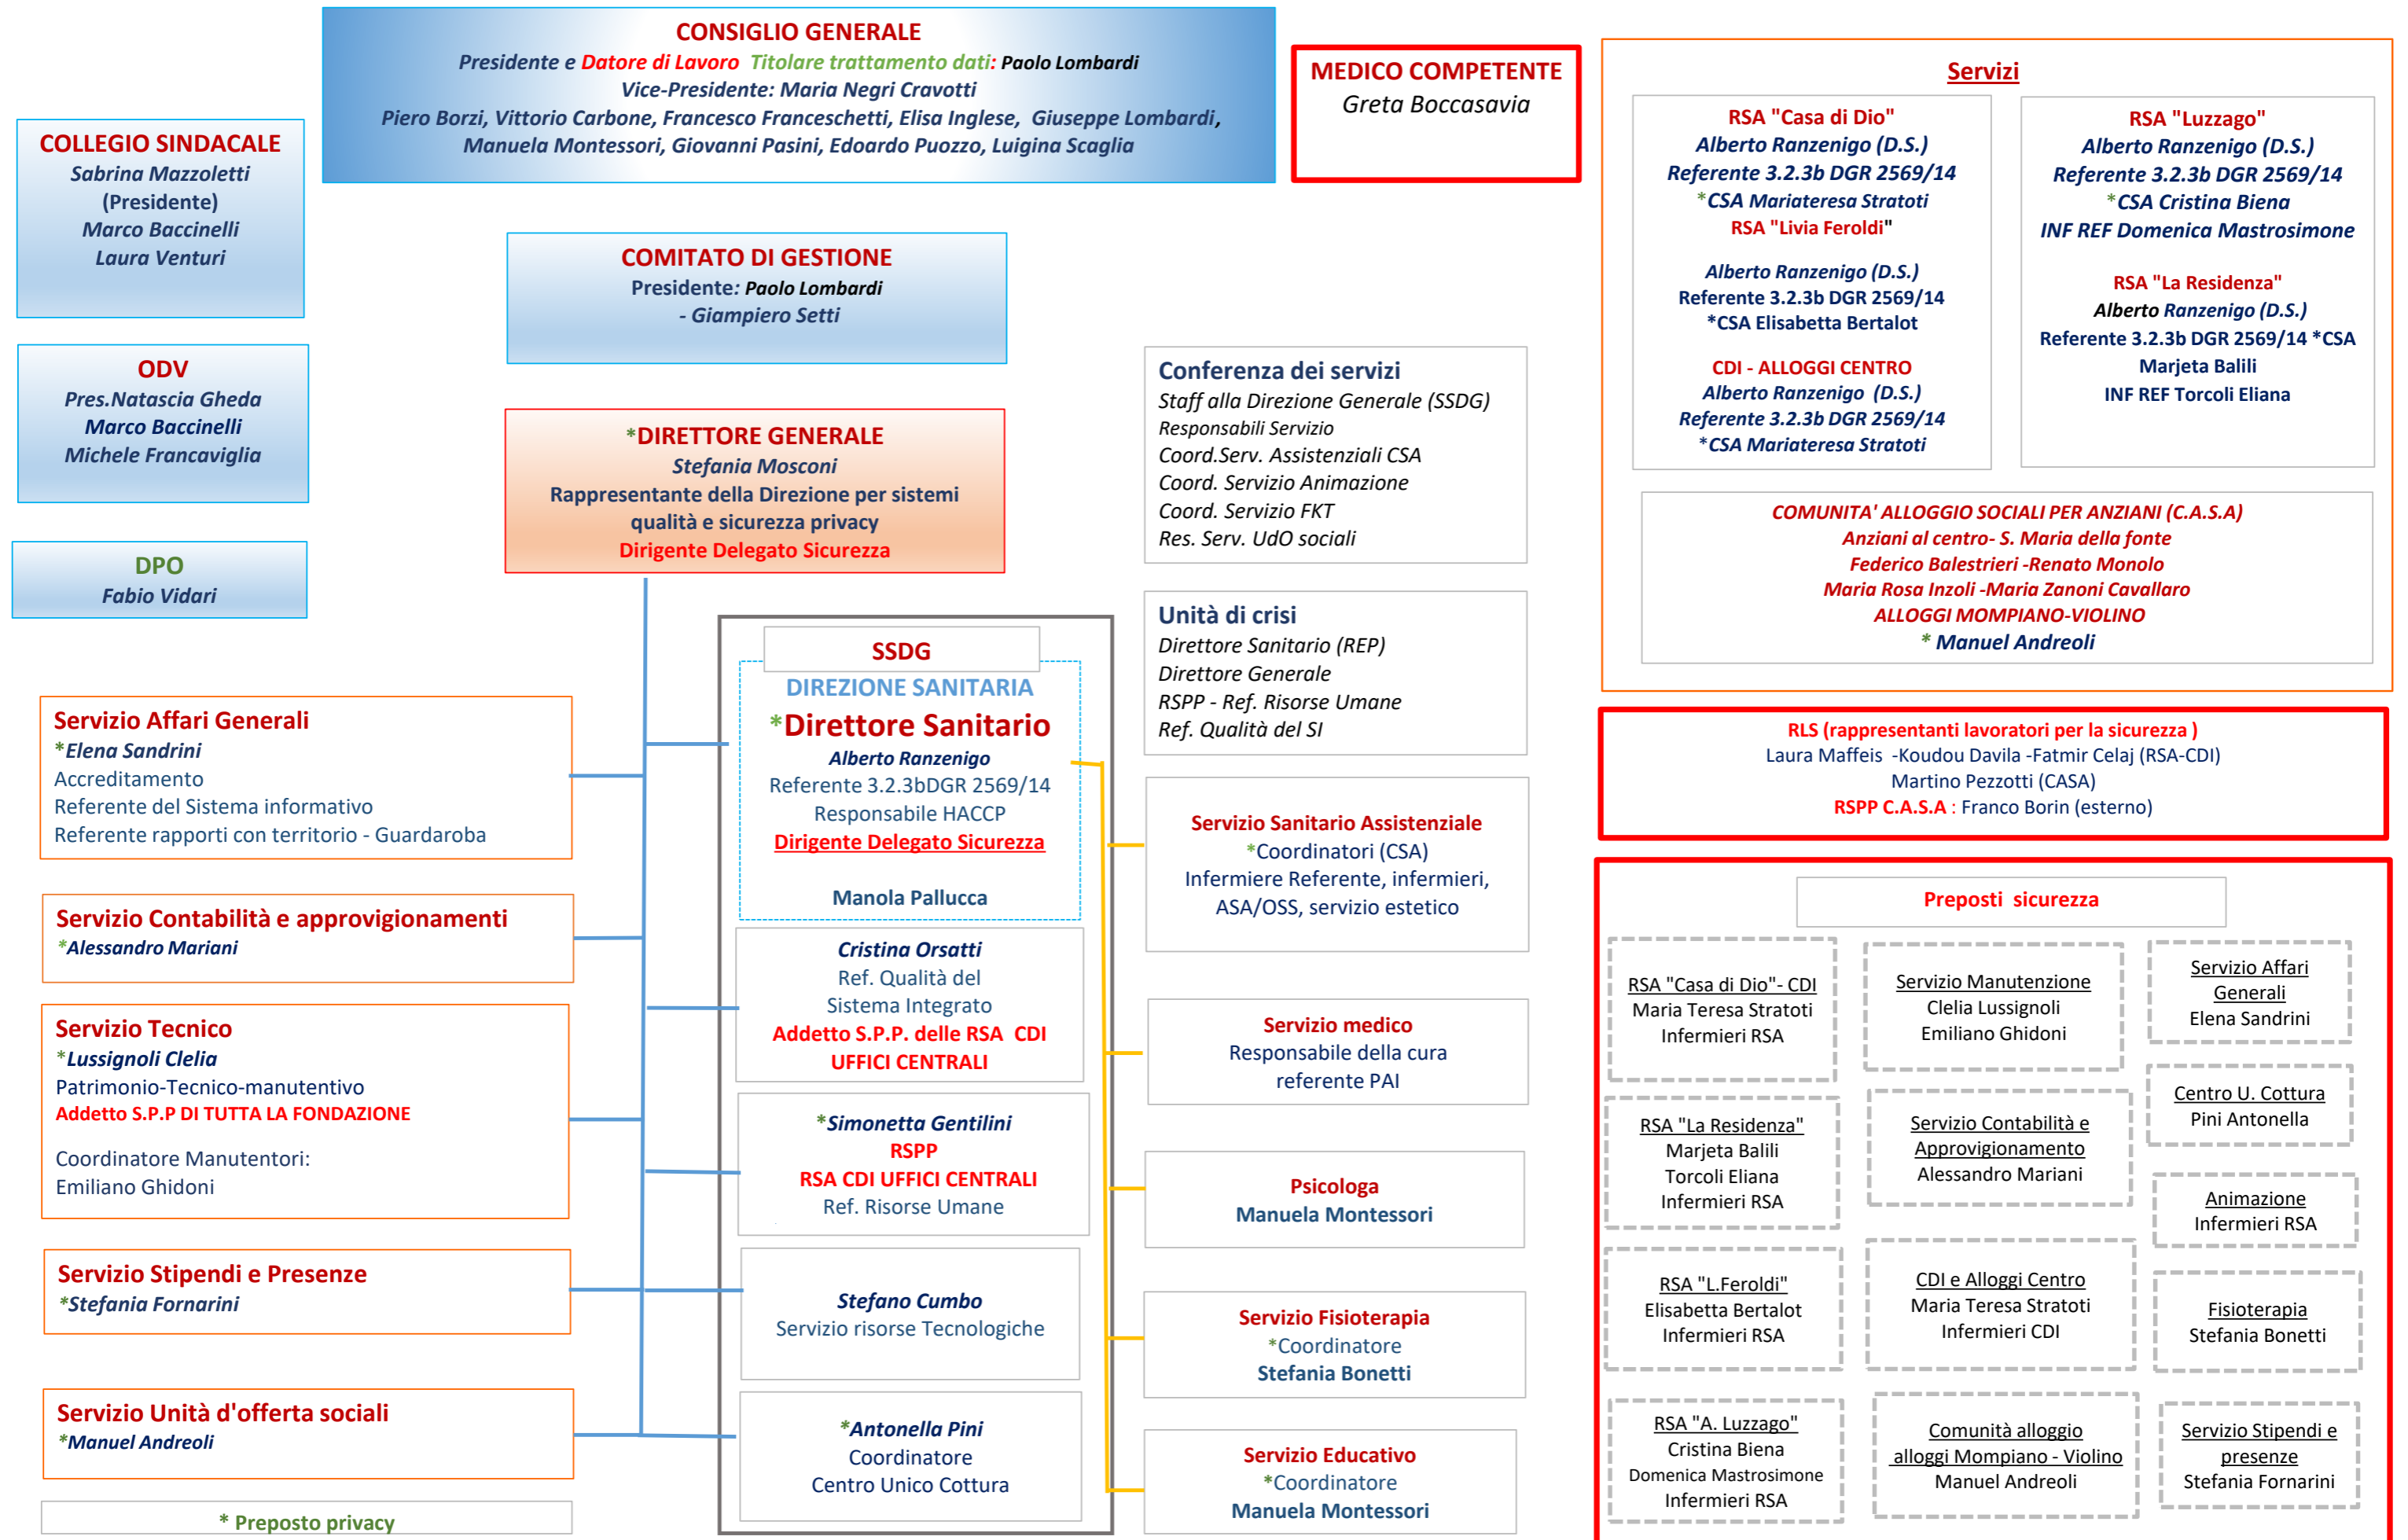 CONSIGLIO GENERALE
Presidente e Datore di Lavoro Titolare trattamento dati: Paolo Lombardi
Vice-Presidente: Maria Negri Cravotti
Piero Borzi, Vittorio Carbone, Francesco Franceschetti, Elisa Inglese, Giuseppe Lombardi,
Manuela Montessori, Giovanni Pasini, Edoardo Puozzo, Luigina Scaglia
MEDICO COMPETENTE
Greta Boccasavia
COLLEGIO SINDACALE
Sabrina Mazzoletti
(Presidente)
Marco Baccinelli
Laura Venturi
COMITATO DI GESTIONE
Presidente: Paolo Lombardi
- Giampiero Setti
ODV
Pres.Natascia Gheda
Marco Baccinelli
Michele Francaviglia
*DIRETTORE GENERALE
Stefania Mosconi
Rappresentante della Direzione per sistemi
qualità e sicurezza privacy
Dirigente Delegato Sicurezza
DPO
Fabio Vidari
Conferenza dei servizi
Staff alla Direzione Generale (SSDG)
Responsabili Servizio
Coord.Serv. Assistenziali CSA
Coord. Servizio Animazione
Coord. Servizio FKT
Res. Serv. UdO sociali
Unità di crisi
Direttore Sanitario (REP)
Direttore Generale
RSPP - Ref. Risorse Umane
Ref. Qualità del SI
Servizio Affari Generali
*Elena Sandrini
Accreditamento
Referente del Sistema informativo
Referente rapporti con territorio - Guardaroba
Servizio Contabilità e approvigionamenti
*Alessandro Mariani
Servizio Tecnico
*Lussignoli Clelia
Patrimonio-Tecnico-manutentivo
Addetto S.P.P DI TUTTA LA FONDAZIONE
Coordinatore Manutentori:
Emiliano Ghidoni
Servizio Stipendi e Presenze
*Stefania Fornarini
Servizio Unità d'offerta sociali
*Manuel Andreoli
* Preposto privacy
SSDG
DIREZIONE SANITARIA
*Direttore Sanitario
Alberto Ranzenigo
Referente 3.2.3bDGR 2569/14
Responsabile HACCP
Dirigente Delegato Sicurezza
Manola Pallucca
Cristina Orsatti
Ref. Qualità del
Sistema Integrato
Addetto S.P.P. delle RSA CDI
UFFICI CENTRALI
*Simonetta Gentilini
RSPP
RSA CDI UFFICI CENTRALI
Ref. Risorse Umane
Stefano Cumbo
Servizio risorse Tecnologiche
*Antonella Pini
Coordinatore
Centro Unico Cottura
Servizio Sanitario Assistenziale
*Coordinatori (CSA)
Infermiere Referente, infermieri,
ASA/OSS, servizio estetico
Servizio medico
Responsabile della cura
referente PAI
Psicologa
Manuela Montessori
Servizio Fisioterapia
*Coordinatore
Stefania Bonetti
Servizio Educativo
*Coordinatore
Manuela Montessori
Servizi
RSA "Casa di Dio"
Alberto Ranzenigo (D.S.)
Referente 3.2.3b DGR 2569/14
*CSA Mariateresa Stratoti
RSA "Livia Feroldi"
Alberto Ranzenigo (D.S.)
Referente 3.2.3b DGR 2569/14
*CSA Elisabetta Bertalot
CDI - ALLOGGI CENTRO
Alberto Ranzenigo (D.S.)
Referente 3.2.3b DGR 2569/14
*CSA Mariateresa Stratoti
RSA "Luzzago"
Alberto Ranzenigo (D.S.)
Referente 3.2.3b DGR 2569/14
*CSA Cristina Biena
INF REF Domenica Mastrosimone
RSA "La Residenza"
Alberto Ranzenigo (D.S.)
Referente 3.2.3b DGR 2569/14 *CSA
Marjeta Balili
INF REF Torcoli Eliana
COMUNITA' ALLOGGIO SOCIALI PER ANZIANI (C.A.S.A)
Anziani al centro- S. Maria della fonte
Federico Balestrieri -Renato Monolo
Maria Rosa Inzoli -Maria Zanoni Cavallaro
ALLOGGI MOMPIANO-VIOLINO
* Manuel Andreoli
RLS (rappresentanti lavoratori per la sicurezza )
Laura Maffeis -Koudou Davila -Fatmir Celaj (RSA-CDI)
Martino Pezzotti (CASA)
RSPP C.A.S.A : Franco Borin (esterno)
Preposti sicurezza
RSA "Casa di Dio"- CDI
Maria Teresa Stratoti
Infermieri RSA
Servizio Manutenzione
Clelia Lussignoli
Emiliano Ghidoni
Servizio Affari
Generali
Elena Sandrini
RSA "La Residenza"
Marjeta Balili
Torcoli Eliana
Infermieri RSA
Servizio Contabilità e
Approvigionamento
Alessandro Mariani
Centro U. Cottura
Pini Antonella
Animazione
Infermieri RSA
RSA "L.Feroldi"
Elisabetta Bertalot
Infermieri RSA
CDI e Alloggi Centro
Maria Teresa Stratoti
Infermieri CDI
Fisioterapia
Stefania Bonetti
RSA "A. Luzzago"
Cristina Biena
Domenica Mastrosimone
Infermieri RSA
Comunità alloggio
alloggi Mompiano - Violino
Manuel Andreoli
Servizio Stipendi e
presenze
Stefania Fornarini